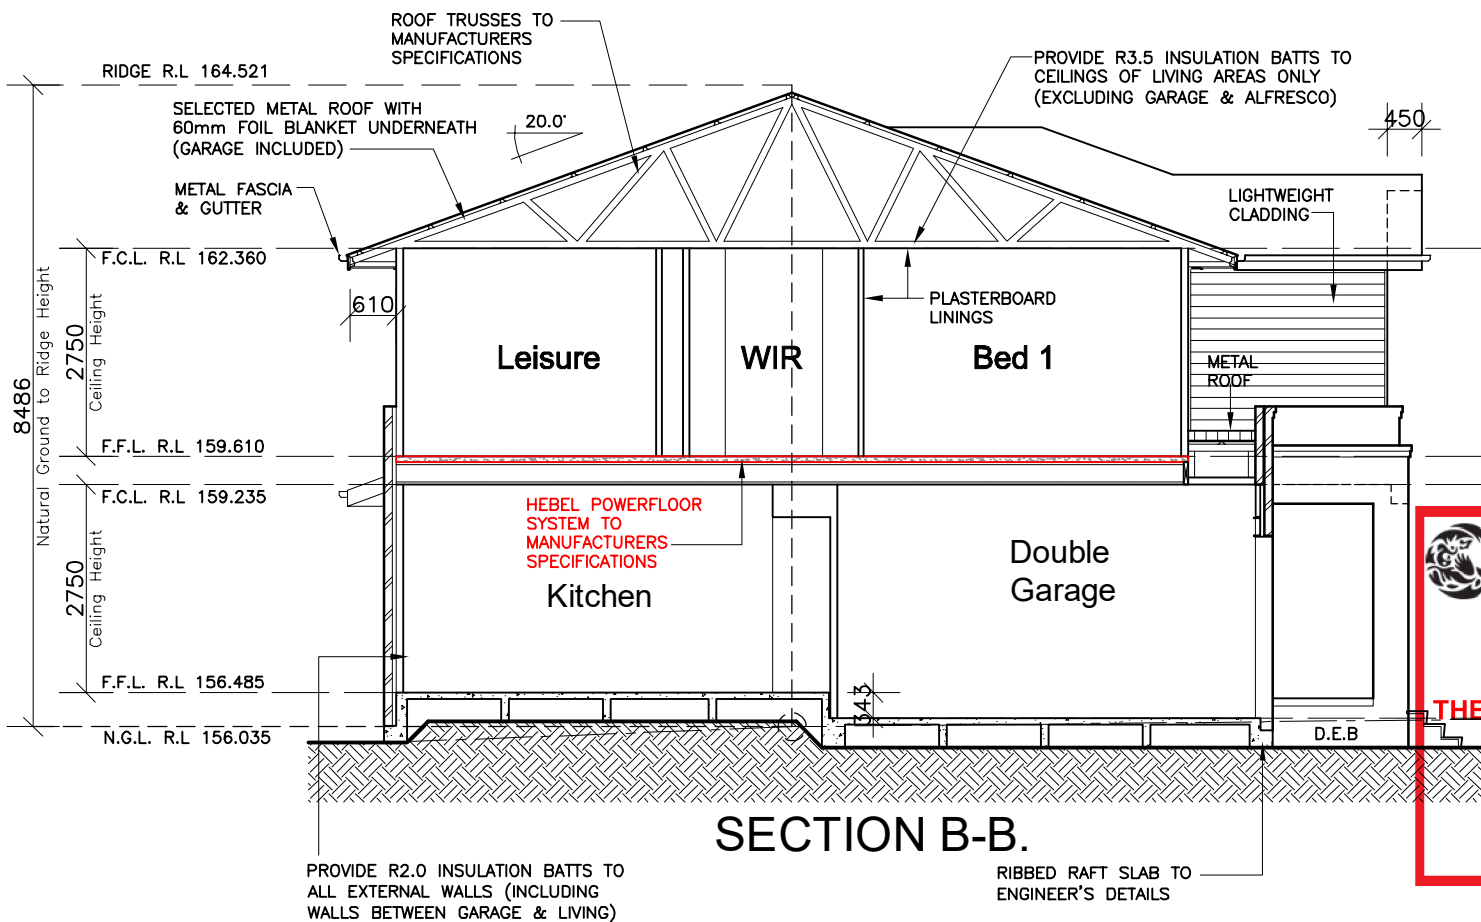 ROOF TRUSSES TO
MANUFACTURERS
SPECIFICATIONS
PROVIDE R3.5 INSULATION BATTS TO
CEILINGS OF LIVING AREAS ONLY
(EXCLUDING GARAGE & ALFRESCO)
RIDGE R.L 164.521
SELECTED METAL ROOF WITH
60mm FOIL BLANKET UNDERNEATH
(GARAGE INCLUDED)
20.0°
450
METAL FASCIA
& GUTTER
LIGHTWEIGHT
CLADDING
F.C.L. R.L 162.360
610
PLASTERBOARD
LININGS
8486
Natural Ground to Ridge Height
2750
Ceiling Height
Leisure
WIR
Bed 1
METAL
ROOF
F.F.L. R.L 159.610
F.C.L. R.L 159.235
HEBEL POWERFLOOR
SYSTEM TO
MANUFACTURERS
SPECIFICATIONS
2750
Ceiling Height
Kitchen
Double
Garage
F.F.L. R.L 156.485
343
THE
N.G.L. R.L 156.035
D.E.B
SECTION B-B.
PROVIDE R2.0 INSULATION BATTS TO
ALL EXTERNAL WALLS (INCLUDING
WALLS BETWEEN GARAGE & LIVING)
RIBBED RAFT SLAB TO
ENGINEER'S DETAILS